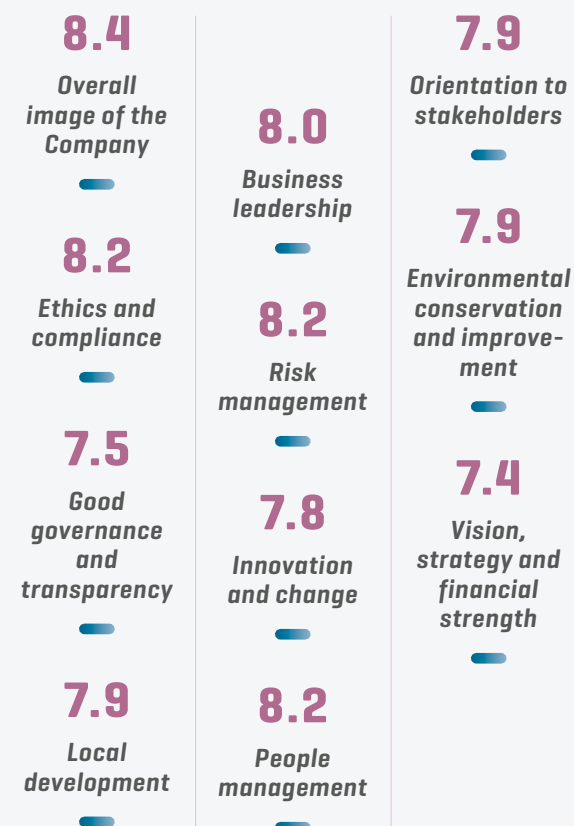 8.4
Overall
image of the
Company
8.2
Ethics and
compliance
7.5
Good
governance
and
transparency
7.9
Local
development
8.0
Business
leadership
8.2
Risk
management
7.8
Innovation
and change
8.2
People
management
7.9
Orientation to
stakeholders
7.9
Environmental
conservation
and improve-
ment
7.4
Vision,
strategy and
financial
strength